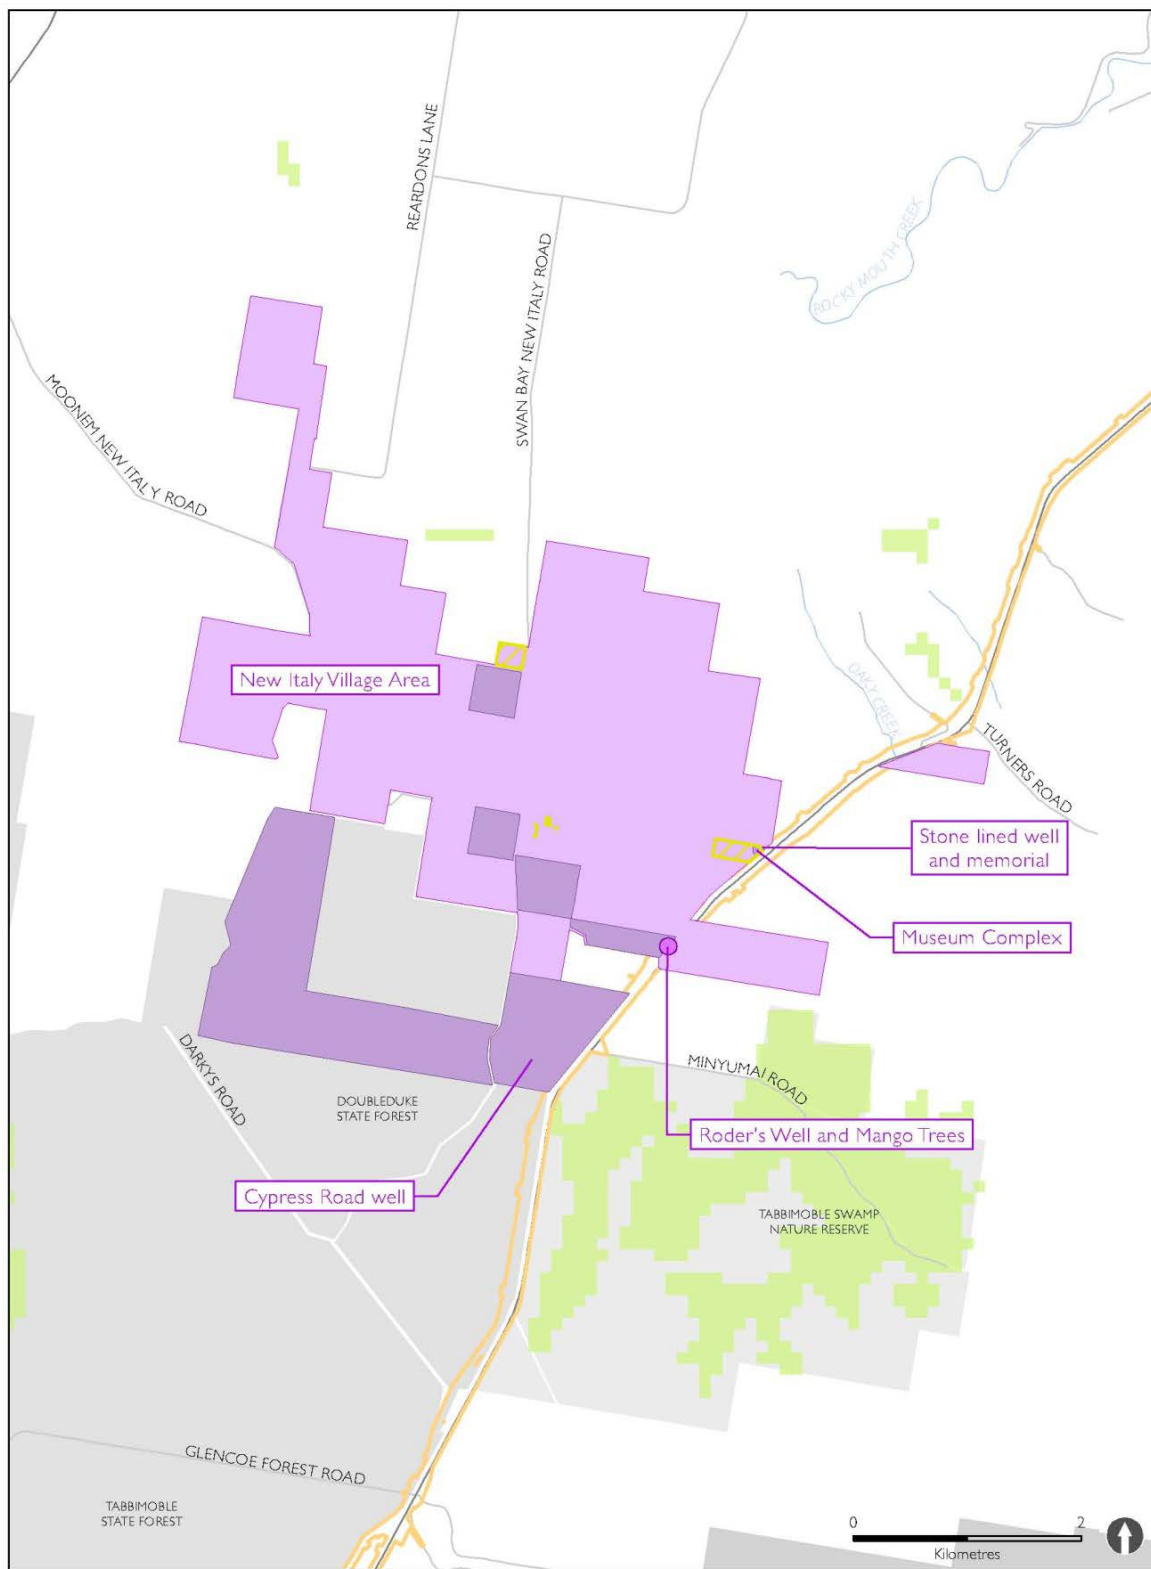 REARDONS LANE
ROCKY MOUTH CREEK
SWAN BAY NEW ITALY ROAD
MOONEM NEW ITALY ROAD
New Italy Village Area
OAKY CREEK
TURNERS ROAD
Stone lined well
and memorial
Museum Complex
DARKYS ROAD
MINYUMAI ROAD
DOUBLEDUKE
STATE FOREST
Roder's Well and Mango Trees
Cypress Road well
TABBIMOBLE SWAMP
NATURE RESERVE
GLENCOE FOREST ROAD
TABBIMOBLE
STATE FOREST
0 2
Kilometres